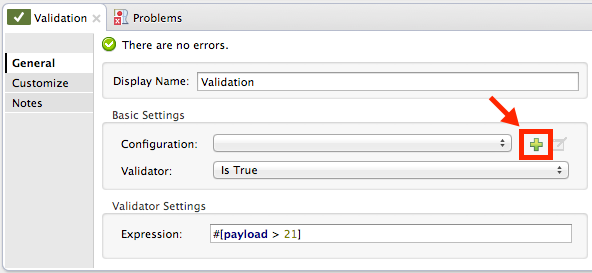 Validation Problems
There are no errors.
General
Customize
Notes
Display Name: Validation
Basic Settings
Configuration:
Validator: Is True
Validator Settings
Expression: #[payload > 21]